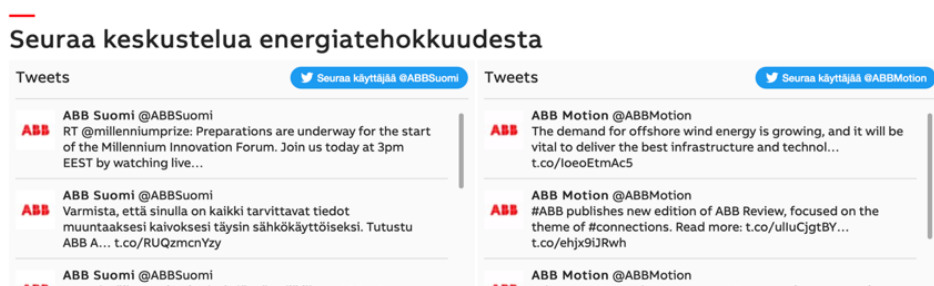 Seuraa keskustelua energiatehokkuudesta
Tweets
Seuraa käyttäjää @ABBSuomi
ABB
ABB Suomi @ABBSuomi
RT @millenniumprize: Preparations are underway for the start
of the Millennium Innovation Forum. Join us today at 3pm
EEST by watching live...
ABB
ABB Suomi @ABBSuomi
Varmista, että sinulla on kaikki tarvittavat tiedot
muuntaaksesi kaivoksesi täysin sähkökäyttöiseksi. Tutustu
ABB A... t.co/RUQzmcnYzy
ABB Suomi @ABBSuomi
Tweets
Seuraa käyttäjää @ABBMotion
ABB
ABB Motion @ABBMotion
The demand for offshore wind energy is growing, and it will be
vital to deliver the best infrastructure and technol...
t.co/IoeoEtmAc5
ABB
ABB Motion @ABBMotion
#ABB publishes new edition of ABB Review, focused on the
theme of #connections. Read more: t.co/ulIuCjgtBY...
t.co/ehjx9iJRwh
ABB Motion @ABBMotion